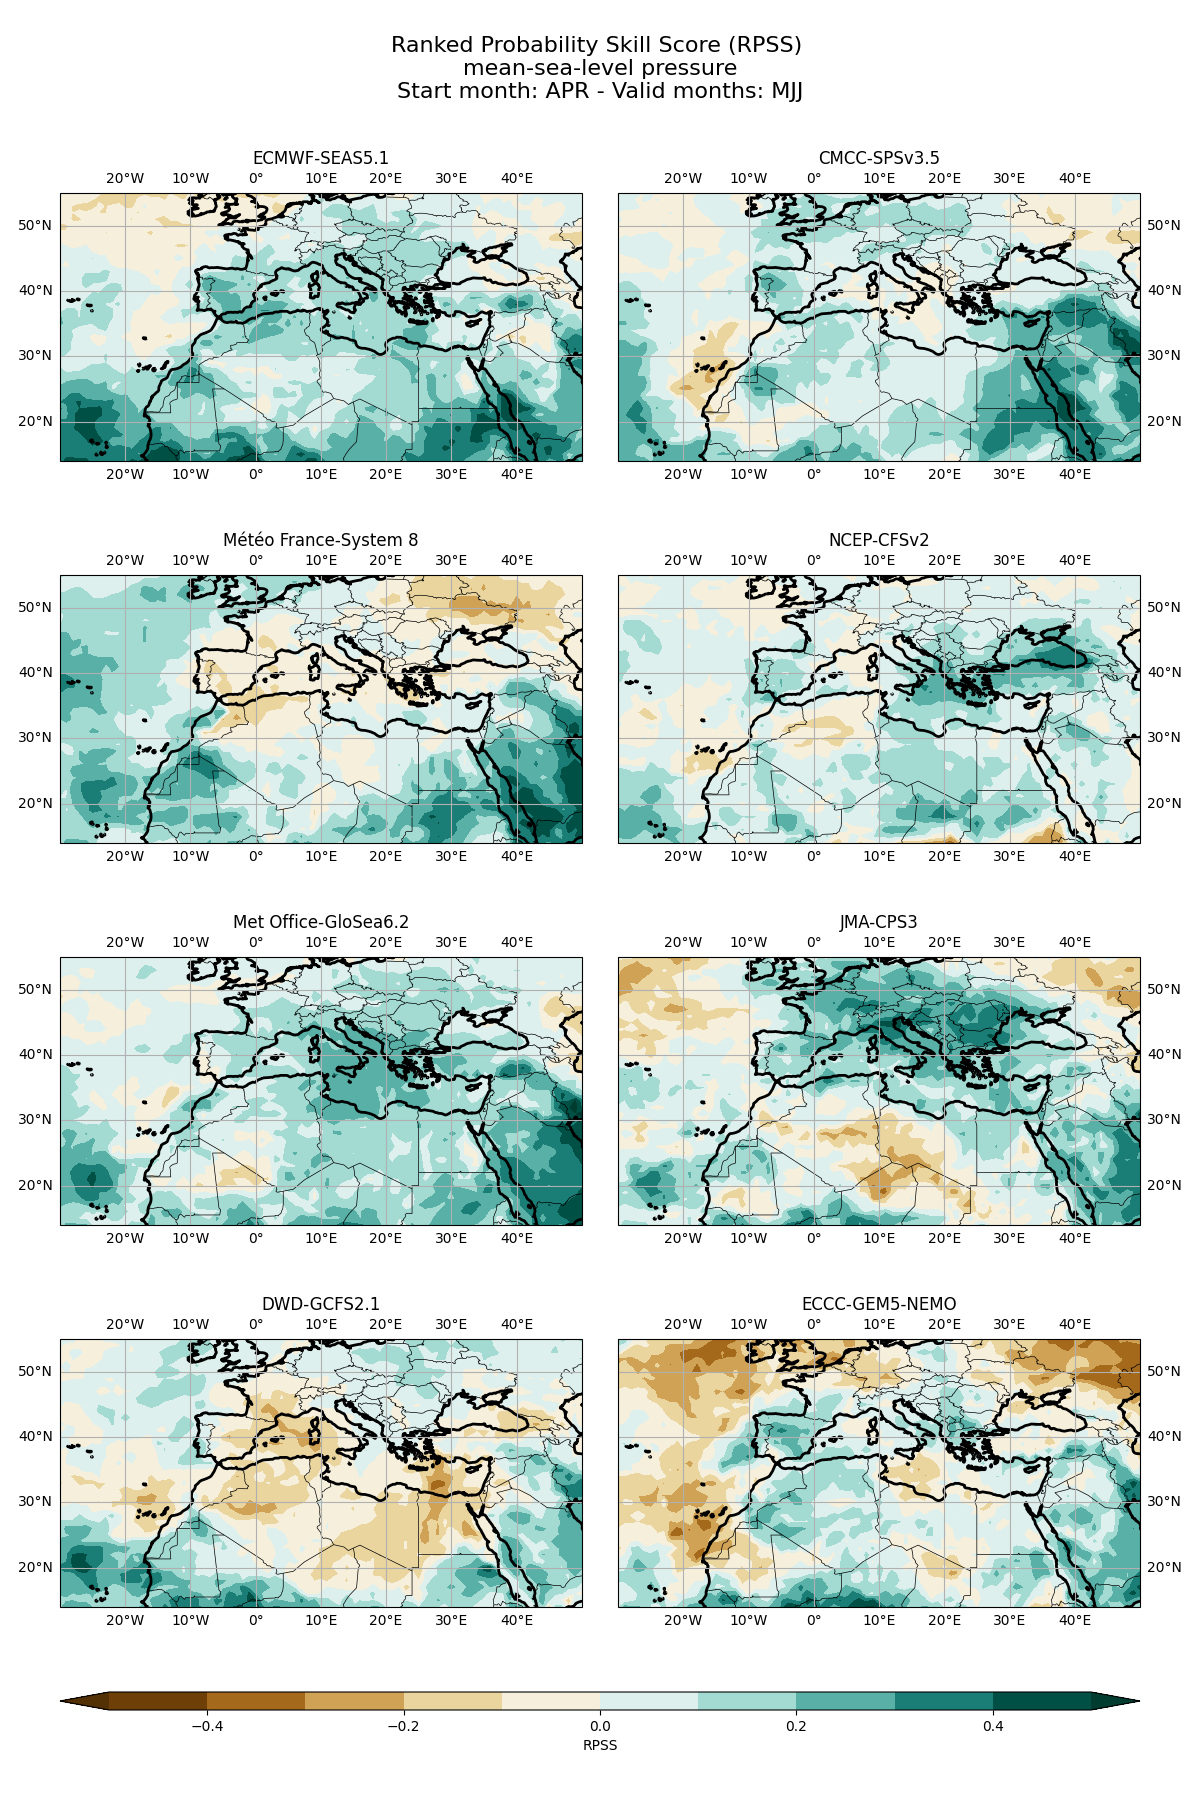 Ranked Probability Skill Score (RPSS)
mean-sea-level pressure
Start month: APR - Valid months: MJJ
ECMWF-SEAS5.1 CMCC-SPSv3.5
20°W 10°W 0° 10°E 20°E 30°E 40°E 20°W 10°W 0° 10°E 20°E 30°E 40°E
50°N 50°N
40°N 40°N
30°N 30°N
20°N 20°N
20°W 10°W 0° 10°E 20°E 30°E 40°E 20°W 10°W 0° 10°E 20°E 30°E 40°E
Météo France-System 8 NCEP-CFSv2
20°W 10°W 0° 10°E 20°E 30°E 40°E 20°W 10°W 0° 10°E 20°E 30°E 40°E
50°N 50°N
40°N 40°N
30°N 30°N
20°N 20°N
20°W 10°W 0° 10°E 20°E 30°E 40°E 20°W 10°W 0° 10°E 20°E 30°E 40°E
Met Office-GloSea6.2 JMA-CPS3
20°W 10°W 0° 10°E 20°E 30°E 40°E 20°W 10°W 0° 10°E 20°E 30°E 40°E
50°N 50°N
40°N 40°N
30°N 30°N
20°N 20°N
20°W 10°W 0° 10°E 20°E 30°E 40°E 20°W 10°W 0° 10°E 20°E 30°E 40°E
DWD-GCFS2.1 ECCC-GEM5-NEMO
20°W 10°W 0° 10°E 20°E 30°E 40°E 20°W 10°W 0° 10°E 20°E 30°E 40°E
50°N 50°N
40°N 40°N
30°N 30°N
20°N 20°N
20°W 10°W 0° 10°E 20°E 30°E 40°E 20°W 10°W 0° 10°E 20°E 30°E 40°E
−0.4 −0.2 0.0 0.2 0.4
RPSS